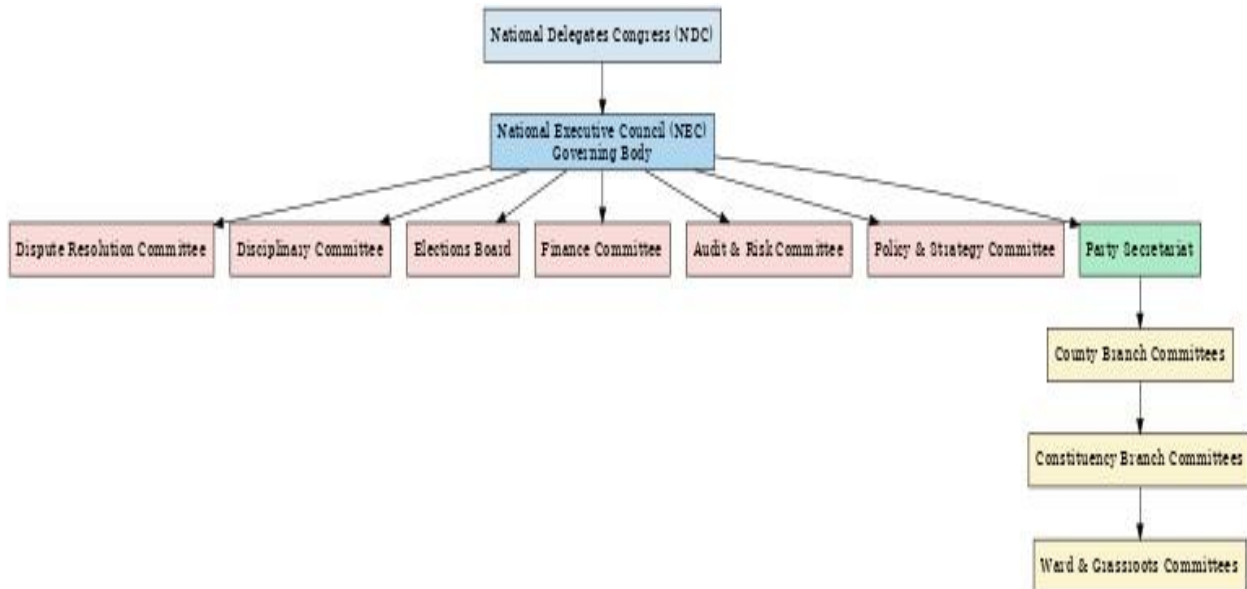 National Delegates Congress (NDC)
National Executive Council (NEC)
Governing Body
Dispute Resolution Committee
Disciplinary Committee
Elections Board
Finance Committee
Audit & Risk Committee
Policy & Strategy Committee
Party Secretariat
County Branch Committees
Constituency Branch Committees
Ward & Grassroots Committees